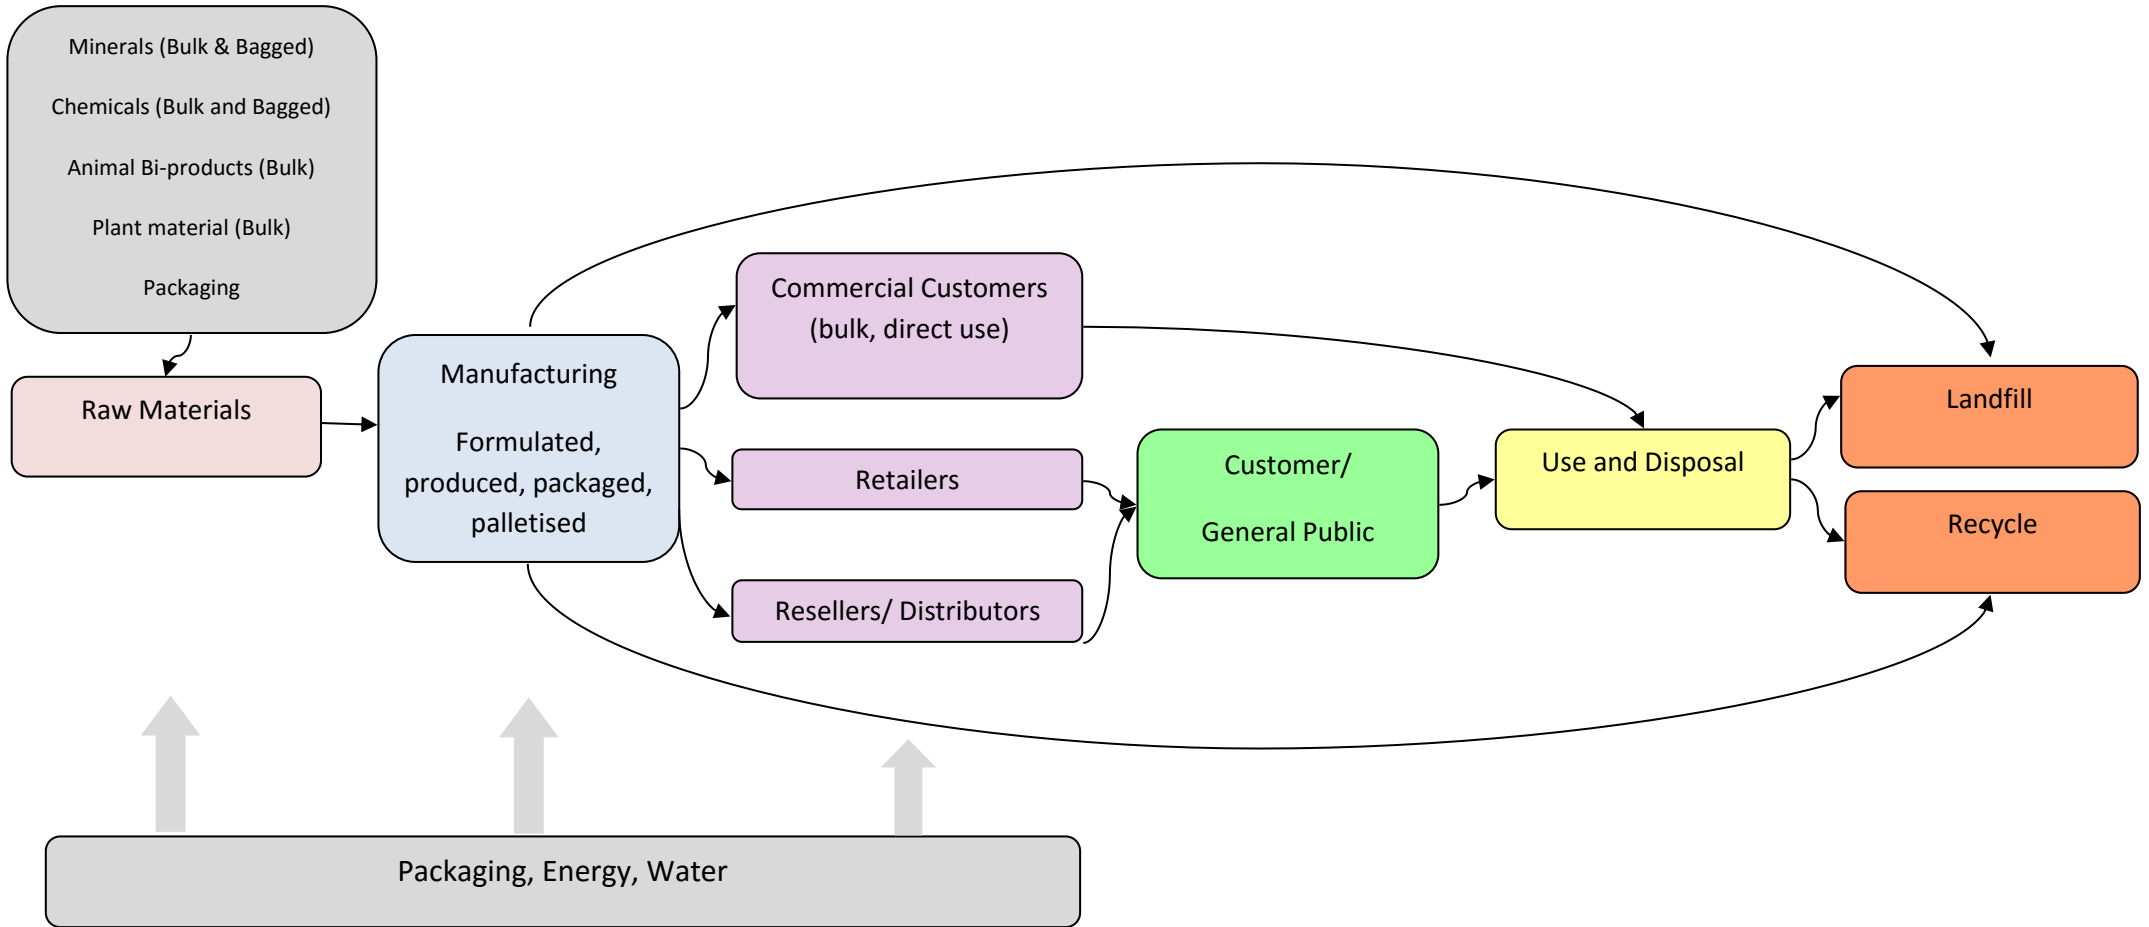 Minerals (Bulk & Bagged)
Chemicals (Bulk and Bagged)
Animal Bi-products (Bulk)
Plant material (Bulk)
Packaging
Raw Materials
Manufacturing
Formulated,
produced, packaged,
palletised
Commercial Customers
(bulk, direct use)
Retailers
Resellers/ Distributors
Customer/
General Public
Use and Disposal
Landfill
Recycle
Packaging, Energy, Water